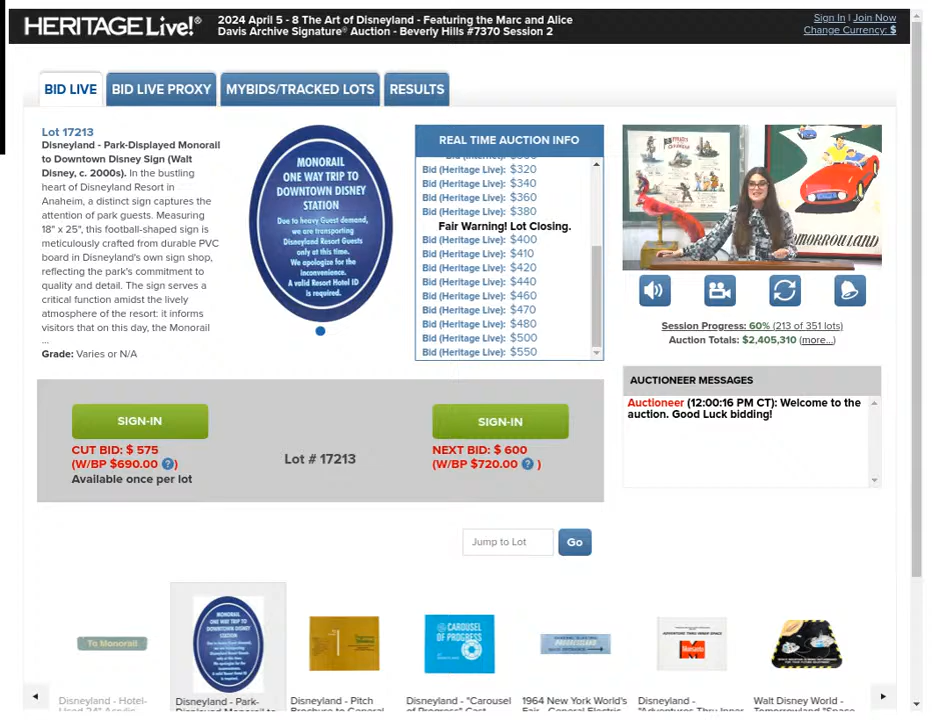 HERITAGE Live!®
2024 April 5 - 8 The Art of Disneyland - Featuring the Marc and Alice
Davis Archive Signature® Auction - Beverly Hills #7370 Session 2
Sign In | Join Now
Change Currency: $
BID LIVE
BID LIVE PROXY
MYBIDS/TRACKED LOTS
RESULTS
Lot 17213
Disneyland - Park-Displayed Monorail
to Downtown Disney Sign (Walt
Disney, c. 2000s). In the bustling
heart of Disneyland Resort in
Anaheim, a distinct sign captures the
attention of park guests. Measuring
18" x 25", this football-shaped sign is
meticulously crafted from durable PVC
board in Disneyland's own sign shop,
reflecting the park's commitment to
quality and detail. The sign serves a
critical function amidst the lively
atmosphere of the resort: it informs
visitors that on this day, the Monorail
...
Grade: Varies or N/A
MONORAIL
ONE WAY TRIP TO
DOWNTOWN DISNEY
STATION
Due to heavy Guest demand,
we are transporting
Disneyland Resort Guests
only at this time.
We apologize for the
inconvenience.
A valid Resort Hotel ID
is required.
REAL TIME AUCTION INFO
Bid (Heritage Live): $320
Bid (Heritage Live): $340
Bid (Heritage Live): $360
Bid (Heritage Live): $380
Fair Warning! Lot Closing.
Bid (Heritage Live): $400
Bid (Heritage Live): $410
Bid (Heritage Live): $420
Bid (Heritage Live): $440
Bid (Heritage Live): $460
Bid (Heritage Live): $470
Bid (Heritage Live): $480
Bid (Heritage Live): $500
Bid (Heritage Live): $550
Session Progress: 60% (213 of 351 lots)
Auction Totals: $2,405,310 (more...)
AUCTIONEER MESSAGES
Auctioneer (12:00:16 PM CT): Welcome to the
auction. Good Luck bidding!
SIGN-IN
CUT BID: $ 575
(W/BP $690.00 ? )
Available once per lot
Lot # 17213
SIGN-IN
NEXT BID: $ 600
(W/BP $720.00 ? )
Jump to Lot
Go
To Monorail
MONORAIL
ONE WAY TRIP TO
DOWNTOWN DISNEY
STATION
CAROUSEL
OF PROGRESS
ADVENTURE THRU INNER SPACE
Monsanto
Disneyland - Hotel-
Disneyland - Park-
Disneyland - Pitch
Disneyland - "Carousel
1964 New York World's
Disneyland -
Walt Disney World -